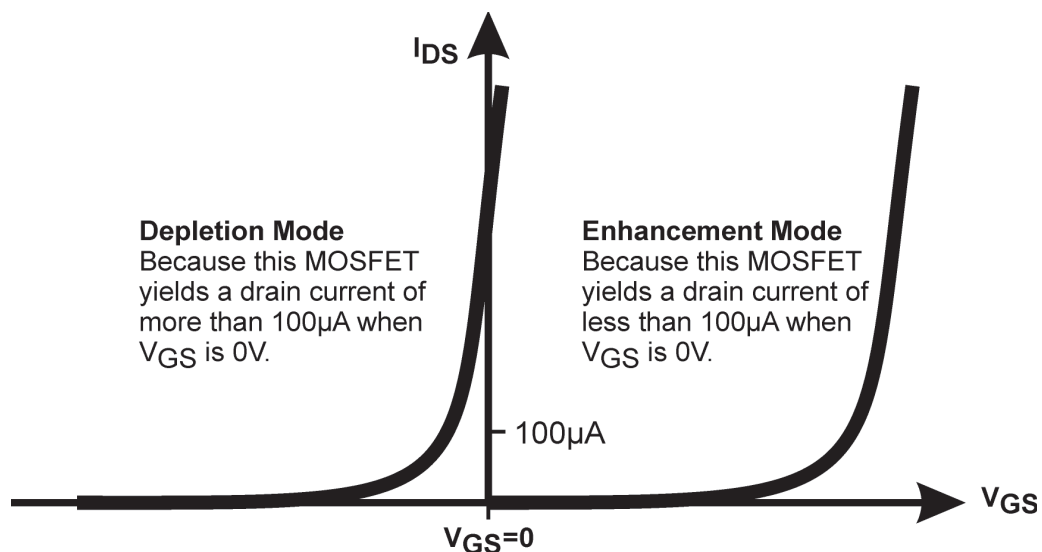 IDS
Depletion Mode
Because this MOSFET
yields a drain current of
more than 100µA when
VGS is 0V.
Enhancement Mode
Because this MOSFET
yields a drain current of
less than 100µA when
VGS is 0V.
100µA
VGS
VGS=0